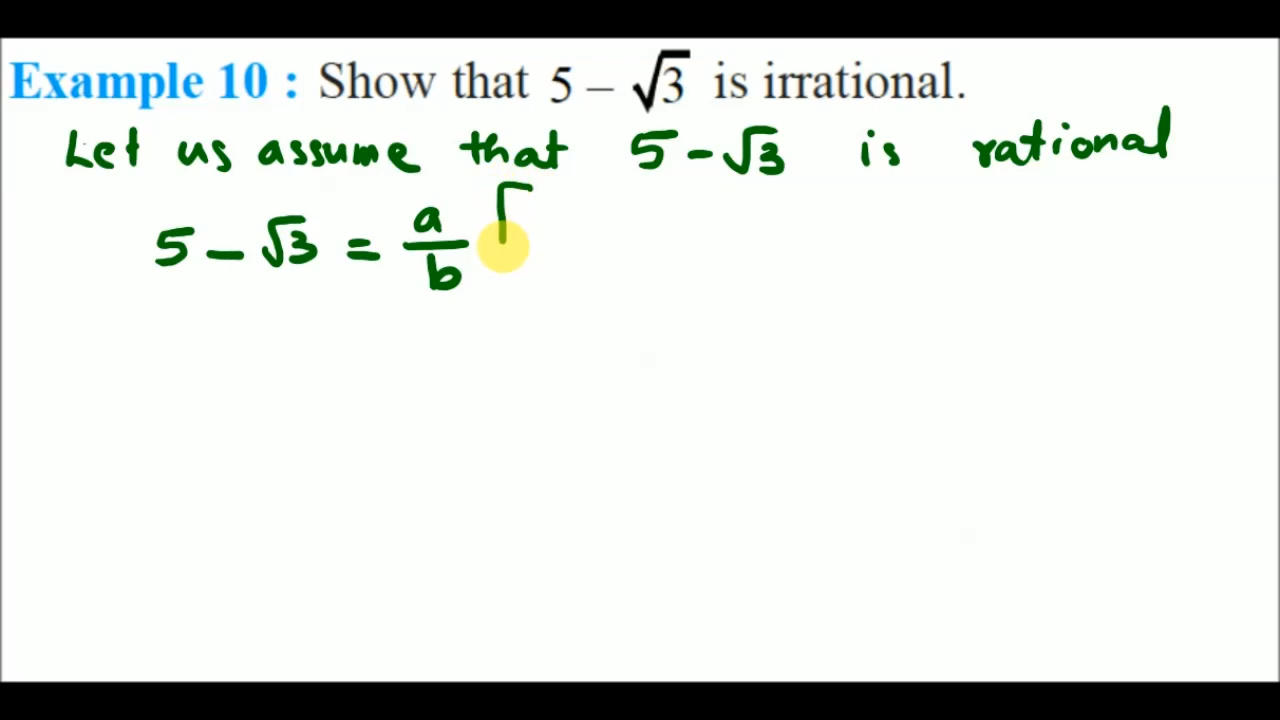 Example 10 : Show that 5 – √3 is irrational.
Let us assume that 5 - √3 is rational
5 - √3 = a/b [